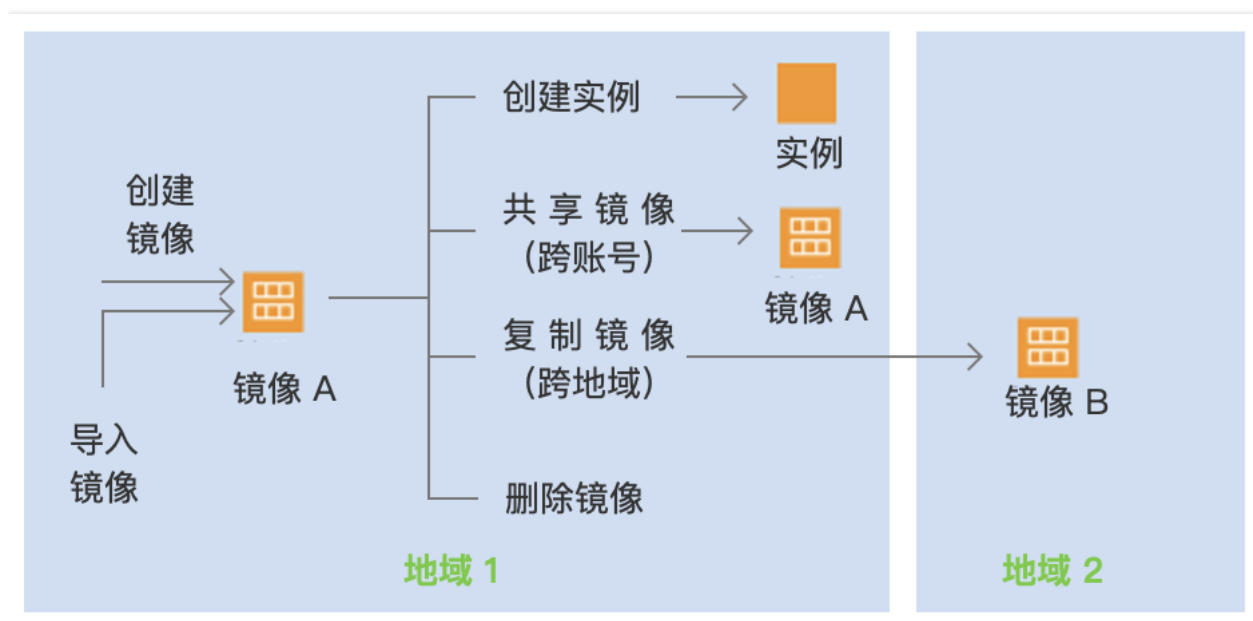 创建
镜像
镜像 A
导入
镜像
创建实例
实例
共享镜像
（跨账号）
镜像 A
复制镜像
（跨地域）
删除镜像
地域 1
镜像 B
地域 2